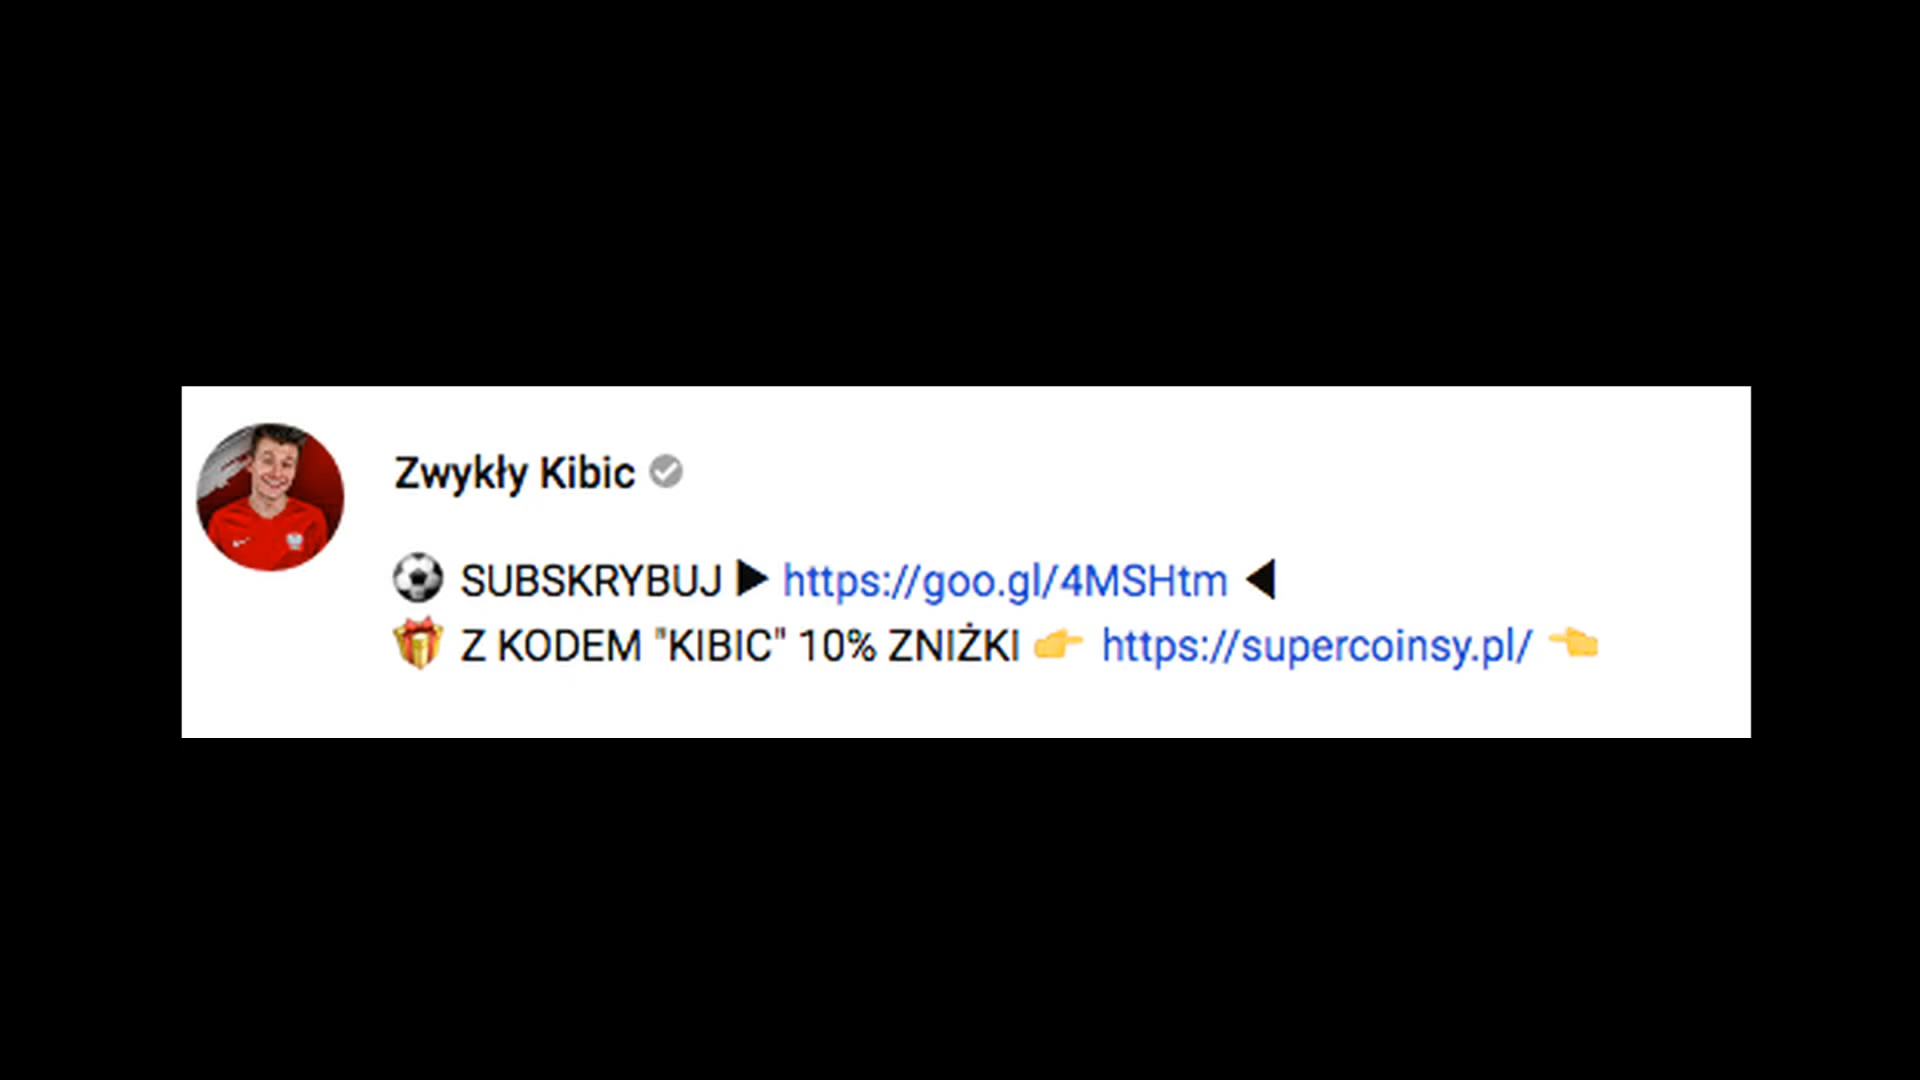 Zwykły Kibic
⚽ SUBSKRYBUJ ▶ https://goo.gl/4MSHtm ◀
🎁 Z KODEM "KIBIC" 10% ZNIŻKI 👉 https://supercoinsy.pl/ 👈